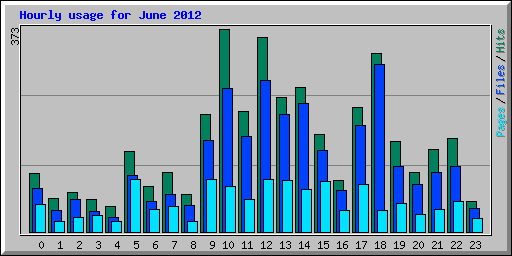 Hourly usage for June 2012
373
Pages / Files / Hits
0 1 2 3 4 5 6 7 8 9 10 11 12 13 14 15 16 17 18 19 20 21 22 23